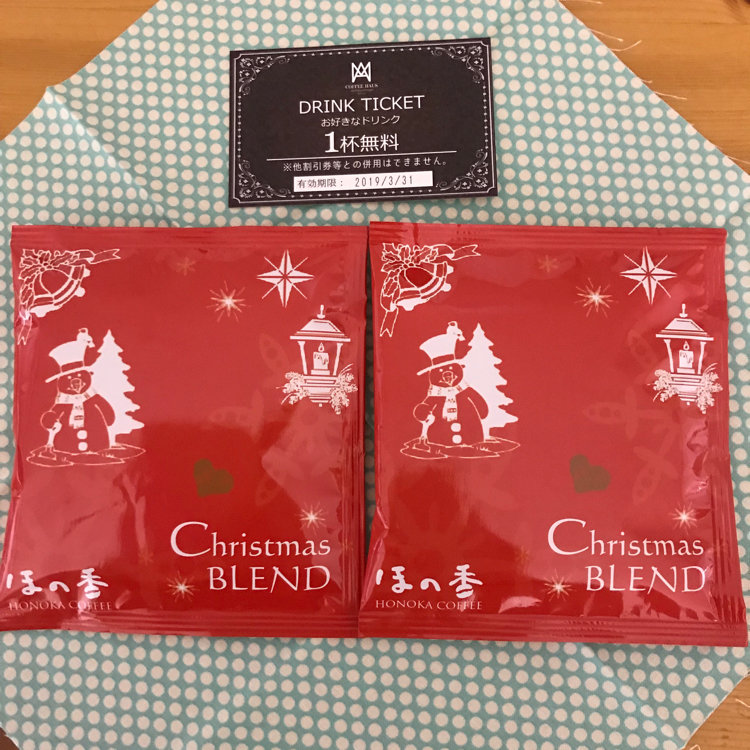 COFFEE HAUS
DRINK TICKET
お好きなドリンク
1杯無料
※他割引券等との併用はできません。
有効期限: 2019/3/31
Christmas
BLEND
ほの香
HONOKA COFFEE
Christmas
BLEND
ほの香
HONOKA COFFEE